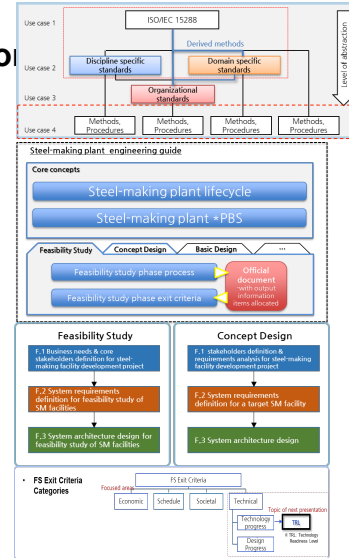 Use case 1
ISO/IEC 15288
Derived methods
Level of abstraction
or
Use case 2
Discipline specific
standards
Domain specific
standards
Use case 3
Organizational
standards
Use case 4
Methods,
Procedures
Methods,
Procedures
Methods,
Procedures
Methods,
Procedures
Steel-making plant engineering guide
Core concepts
Steel-making plant lifecycle
Steel-making plant *PBS
Feasibility Study
Concept Design
Basic Design
...
Feasibility study phase process
Feasibility study phase exit criteria
Official
document
-with output
information
items allocated
Feasibility Study
F.1 Business needs & core
stakeholders definition for steel-
making facility development
project
F.2 System requirements
definition for feasibility study of
SM facilities
F.3 System architecture design for
feasibility study of SM facilities
Concept Design
F.1 stakeholders definition &
requirements analysis for steel-making
facility development project
F.2 System requirements
definition for a target SM facility
F.3 System architecture design
• FS Exit Criteria
Categories
FS Exit Criteria
Focused areas
Economic
Schedule
Societal
Technical
Topic of next presentation
Technology
progress
TRL
※ TRL: Technology
Readiness Level
Design
Progress